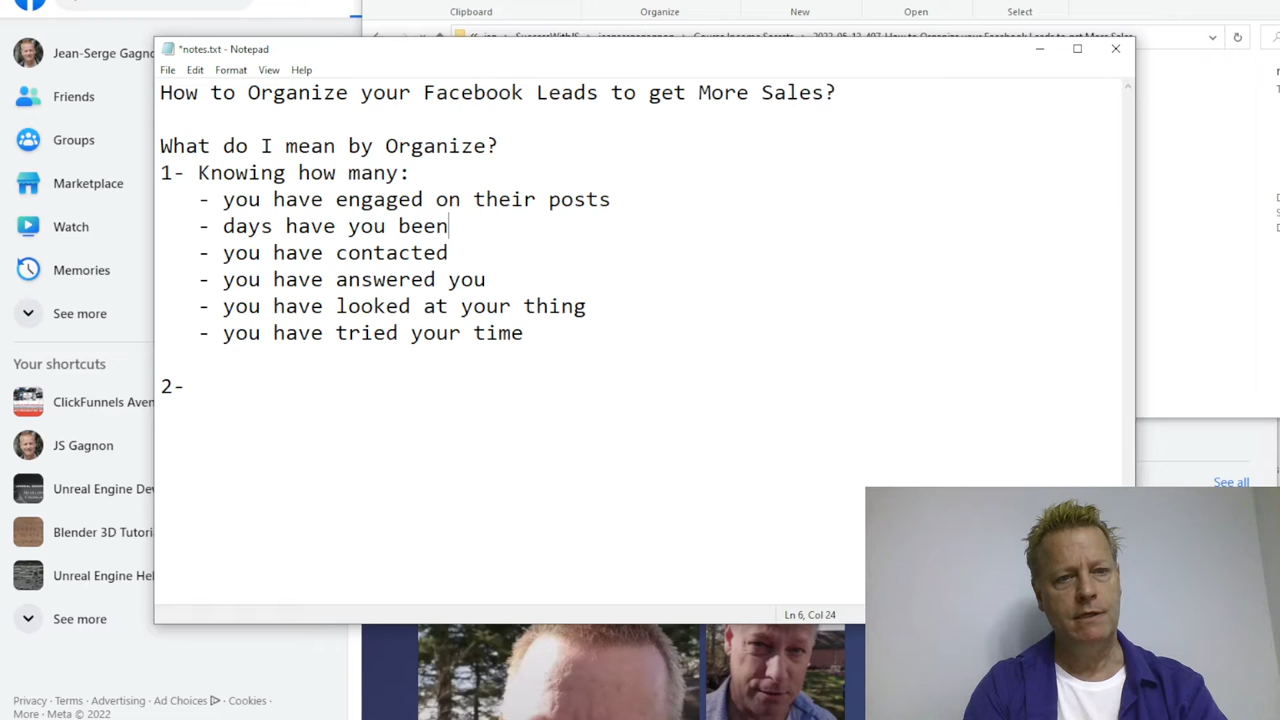 Clipboard
Organize
New
Open
Select
*notes.txt - Notepad
File Edit Format View Help
How to Organize your Facebook Leads to get More Sales?
What do I mean by Organize?
1- Knowing how many:
- you have engaged on their posts
- days have you been
- you have contacted
- you have answered you
- you have looked at your thing
- you have tried your time
2-
Ln 6, Col 24
Jean-Serge Gagno
Friends
Groups
Marketplace
Watch
Memories
See more
Your shortcuts
ClickFunnels Aven
JS Gagnon
Unreal Engine Dev
Blender 3D Tutori
Unreal Engine Hel
See more
Privacy · Terms · Advertising · Ad Choices · Cookies ·
More · Meta © 2022
See all